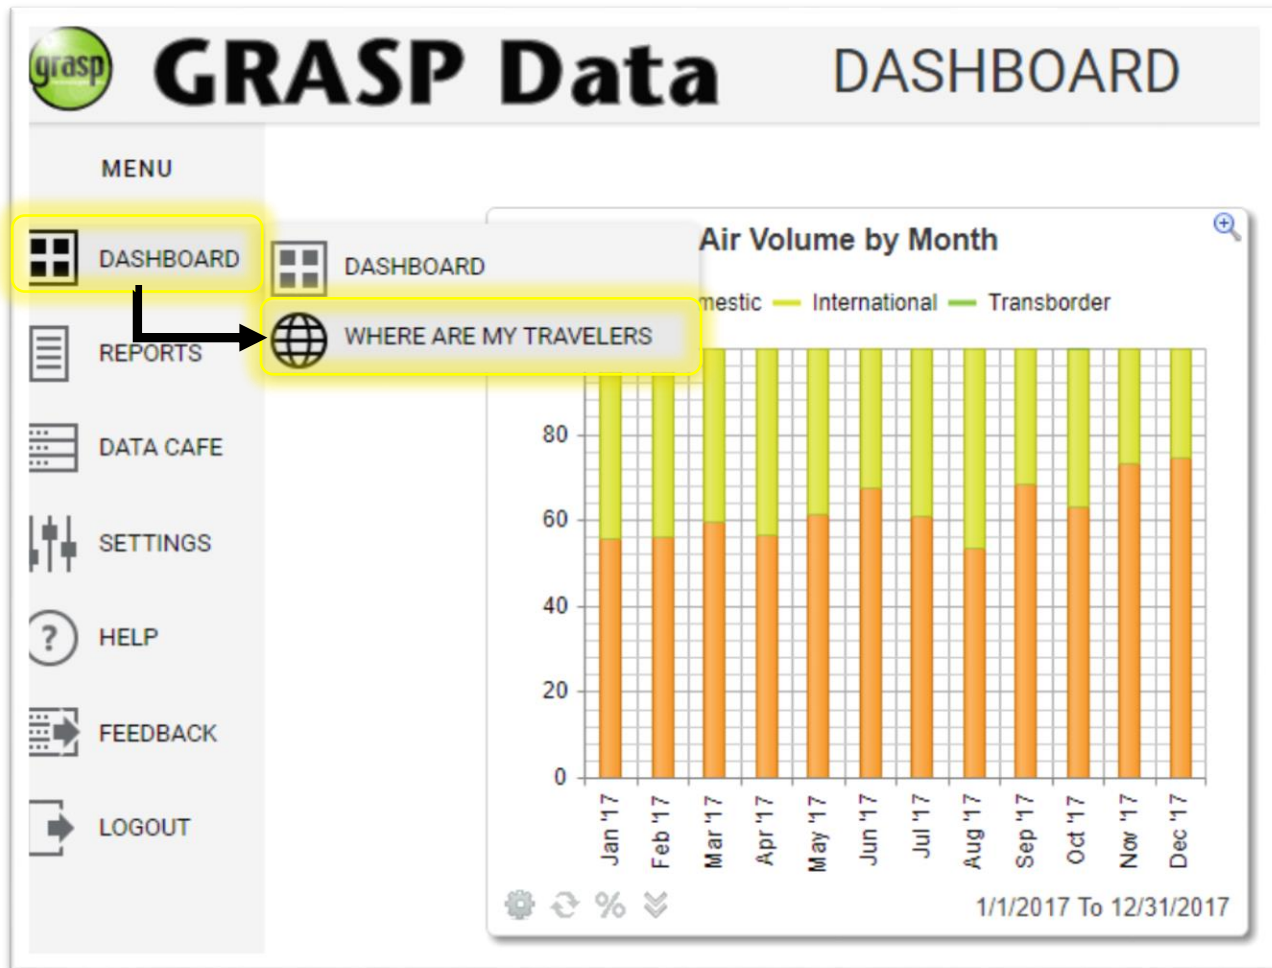 grasp
GRASP Data
DASHBOARD
MENU
DASHBOARD
REPORTS
DATA CAFE
SETTINGS
?
HELP
FEEDBACK
LOGOUT
DASHBOARD
WHERE ARE MY TRAVELERS
Air Volume by Month
mestic International Transborder
80
60
40
20
0
Jan '17 Feb '17 Mar '17 Apr '17 May '17 Jun '17 Jul '17 Aug '17 Sep '17 Oct '17 Nov '17 Dec '17
%
1/1/2017 To 12/31/2017